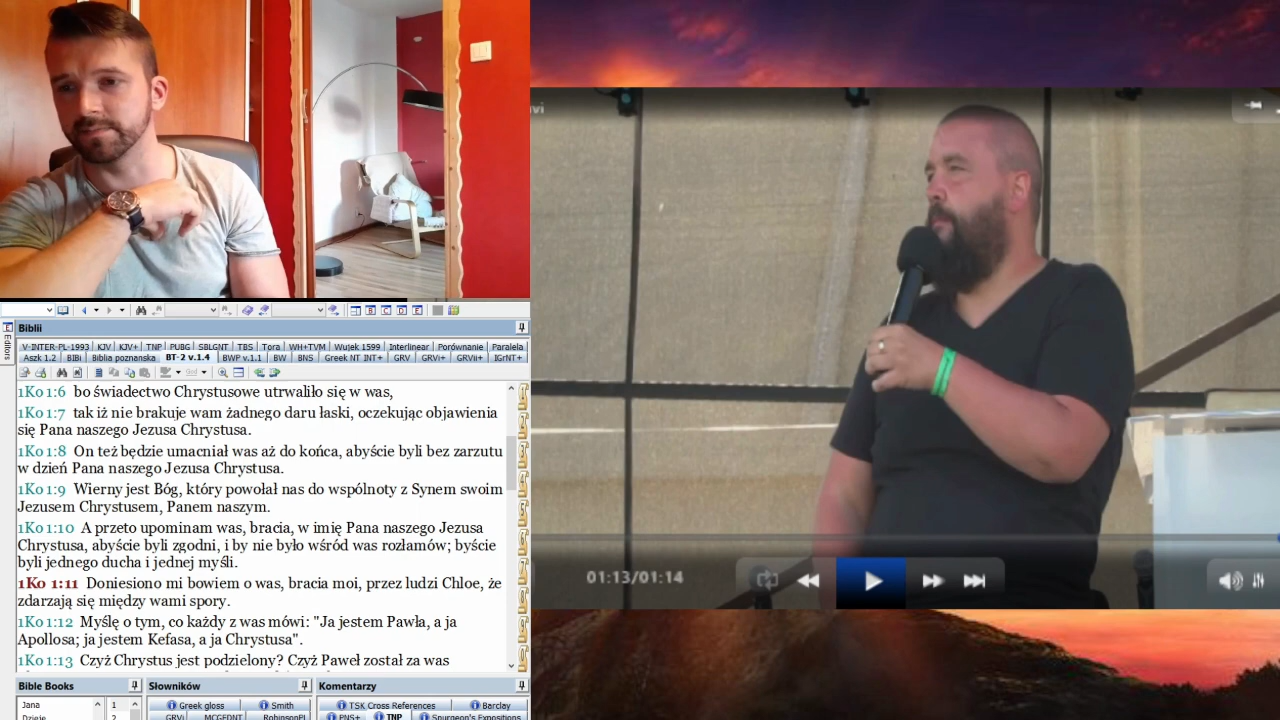 Biblii
V-INTER-PL-1993 KJV KJV+ TNP PUBG SBLGNT TBS Tora WH+TVM Wujek 1599 Interlinear Porównanie Paralela
Aszk 1.2 BIBi Biblia poznanska BT-2 v.1.4 BWP v.1.1 BW BNS Greek NT INT+ GRV GRVi+ GRVii+ IGrNT+
1Ko 1:6 bo świadectwo Chrystusowe utrwaliło się w was,
1Ko 1:7 tak iż nie brakuje wam żadnego daru łaski, oczekując objawienia
się Pana naszego Jezusa Chrystusa.
1Ko 1:8 On też będzie umacniał was aż do końca, abyście byli bez zarzutu
w dzień Pana naszego Jezusa Chrystusa.
1Ko 1:9 Wierny jest Bóg, który powołał nas do wspólnoty z Synem swoim
Jezusem Chrystusem, Panem naszym.
1Ko 1:10 A przeto upominam was, bracia, w imię Pana naszego Jezusa
Chrystusa, abyście byli zgodni, i by nie było wśród was rozłamów; byście
byli jednego ducha i jednej myśli.
1Ko 1:11 Doniesiono mi bowiem o was, bracia moi, przez ludzi Chloe, że
zdarzają się między wami spory.
1Ko 1:12 Myślę o tym, co każdy z was mówi: "Ja jestem Pawła, a ja
Apollosa; ja jestem Kefasa, a ja Chrystusa".
1Ko 1:13 Czyż Chrystus jest podzielony? Czyż Paweł został za was
Editors
Bible Books
Jana 1
Dzieje 2
Słowników
Greek gloss Smith
GRVi MCGEDNT RobinsonPL
Komentarzy
TSK Cross References Barclay
PNS+ TNP Spurgeon's Expositions
01:13/01:14